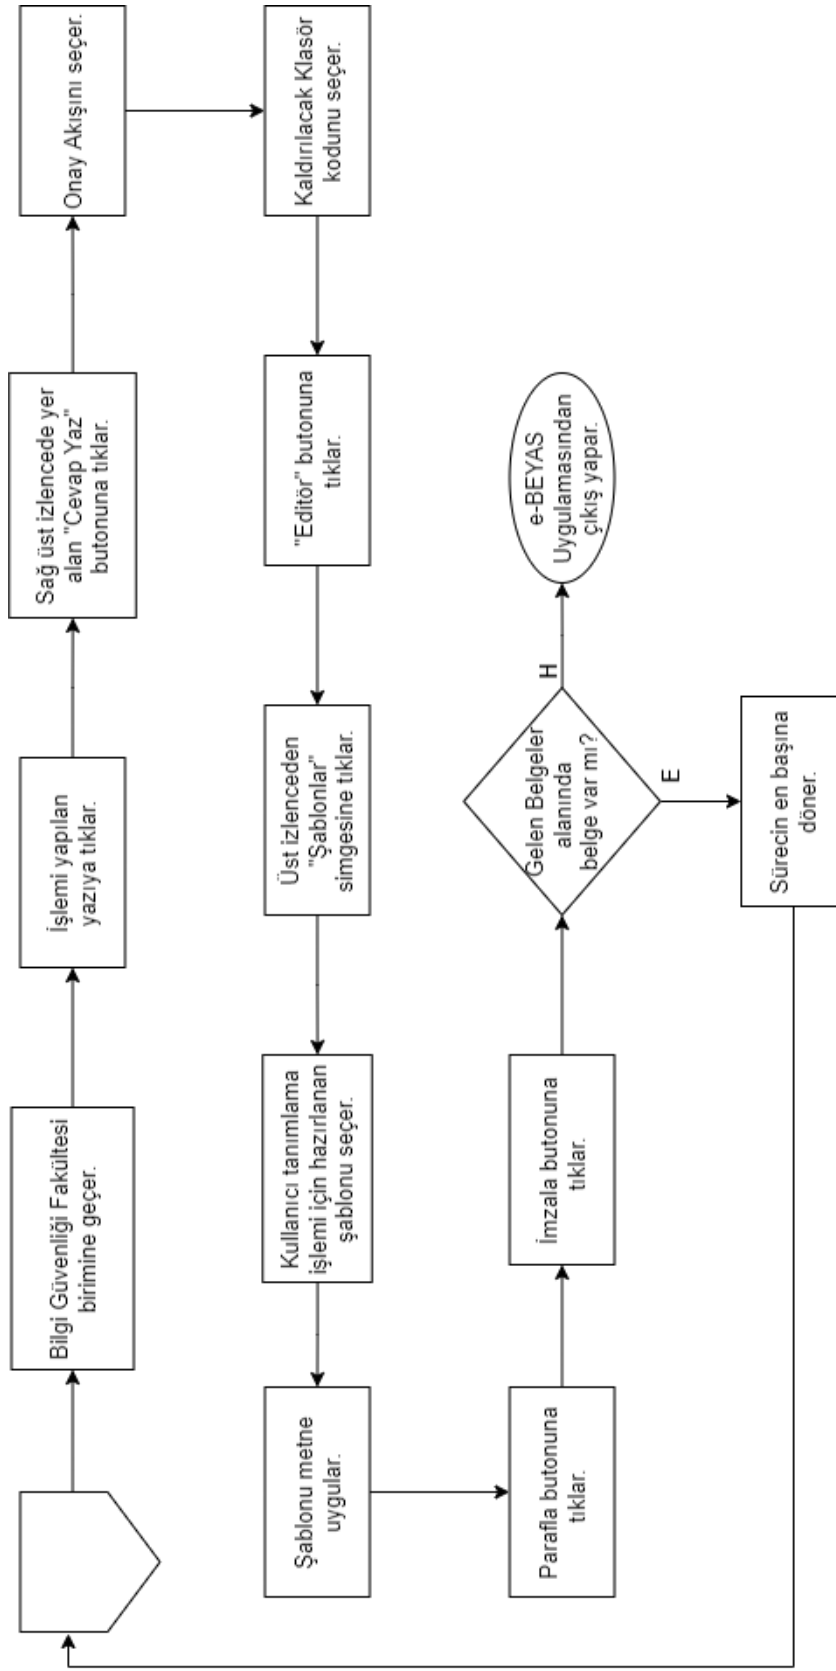 Bilgi Güvenliği Fakültesi
birimine geçer.
İşlemi yapılan
yazıya tıklar.
Sağ üst izlencede yer
alan "Cevap Yaz"
butonuna tıklar.
Onay Akışını seçer.
Kaldırılacak Klasör
kodunu seçer.
"Editör" butonuna
tıklar.
Üst izlenceden
"Şablonlar"
simgesine tıklar.
Kullanıcı tanımlama
işlemi için hazırlanan
şablonu seçer.
Şablonu metne
uygular.
Parafla butonuna
tıklar.
İmzala butonuna
tıklar.
Gelen Belgeler
alanında
belge var mı?
H
e-BEYAS
Uygulamasından
çıkış yapar.
E
Sürecin en başına
döner.